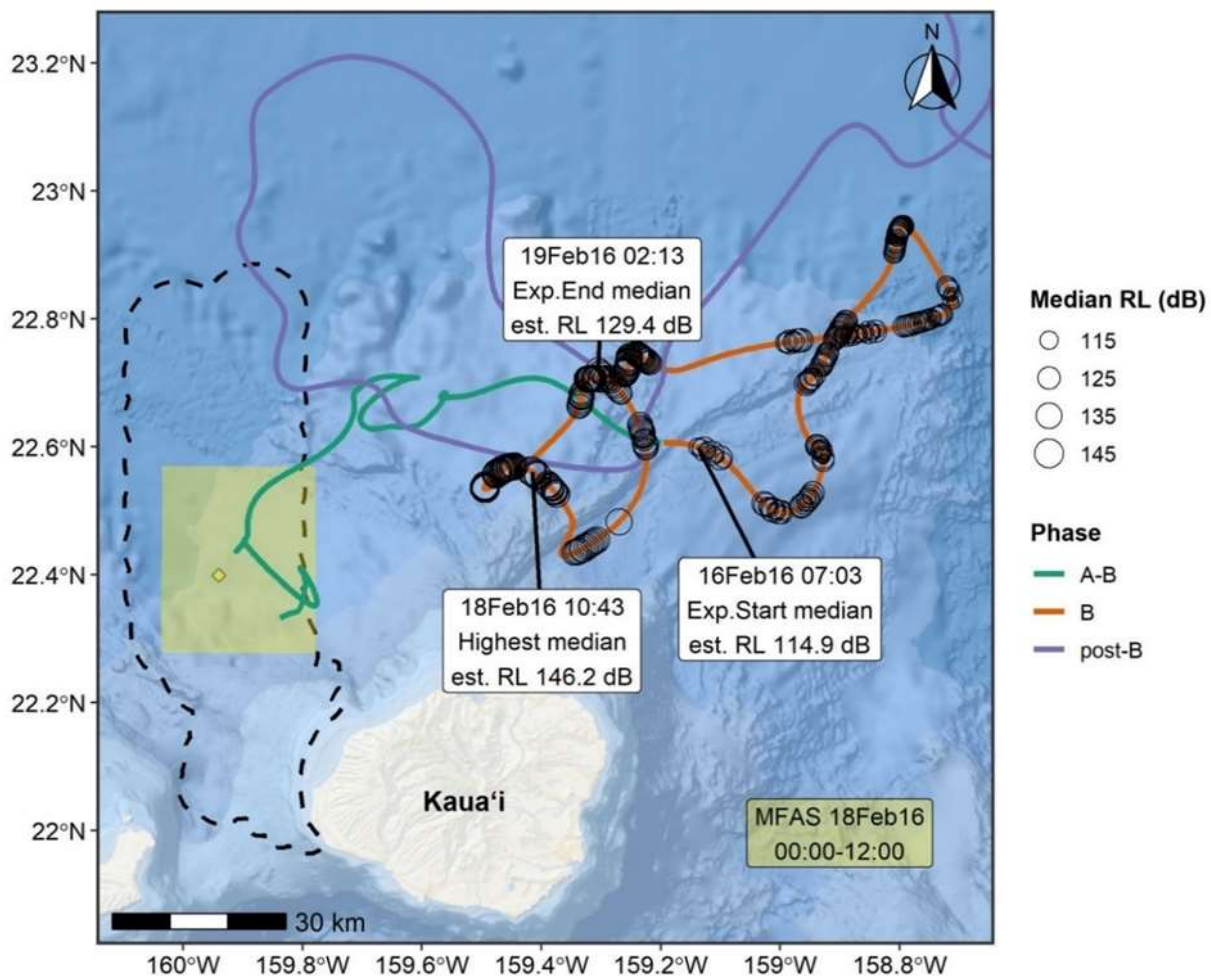 N
23.2°N
23°N
22.8°N
22.6°N
22.4°N
22.2°N
22°N
19Feb16 02:13
Exp.End median
est. RL 129.4 dB
18Feb16 10:43
Highest median
est. RL 146.2 dB
16Feb16 07:03
Exp.Start median
est. RL 114.9 dB
Kauaʻi
MFAS 18Feb16
00:00-12:00
30 km
160°W
159.8°W
159.6°W
159.4°W
159.2°W
159°W
158.8°W
Median RL (dB)
115
125
135
145
Phase
A-B
B
post-B